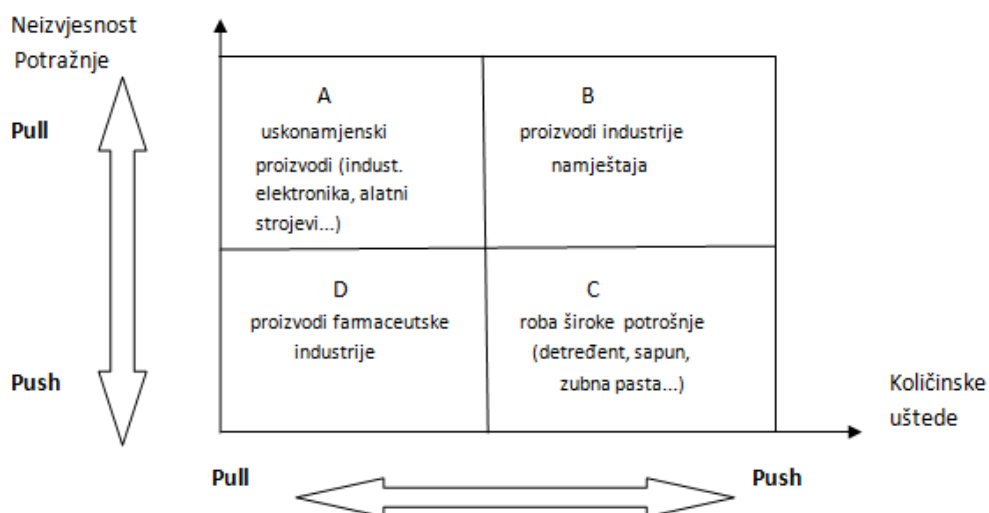 Neizvjesnost
Potražnje
Pull
A
uskonamjenski
proizvodi (indust.
elektronika, alatni
strojevi...)
B
proizvodi industrije
namještaja
D
proizvodi farmaceutske
industrije
C
roba široke potrošnje
(detređent, sapun,
zubna pasta...)
Push
Količinske
uštede
Pull
Push